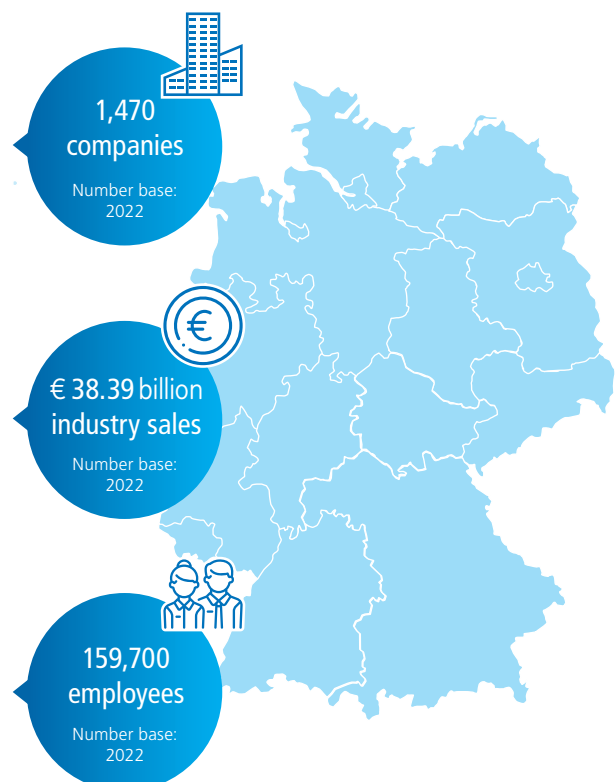 1,470
companies
Number base:
2022
€
€ 38.39 billion
industry sales
Number base:
2022
159,700
employees
Number base:
2022